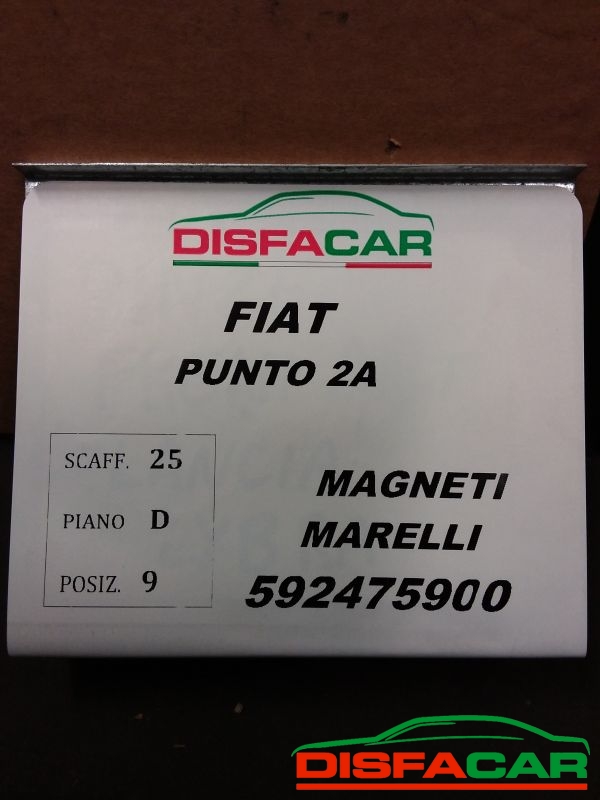 DISFACAR
FIAT
PUNTO 2A
SCAFF. 25
PIANO D
POSIZ. 9
MAGNETI
MARELLI
592475900
DISFACAR